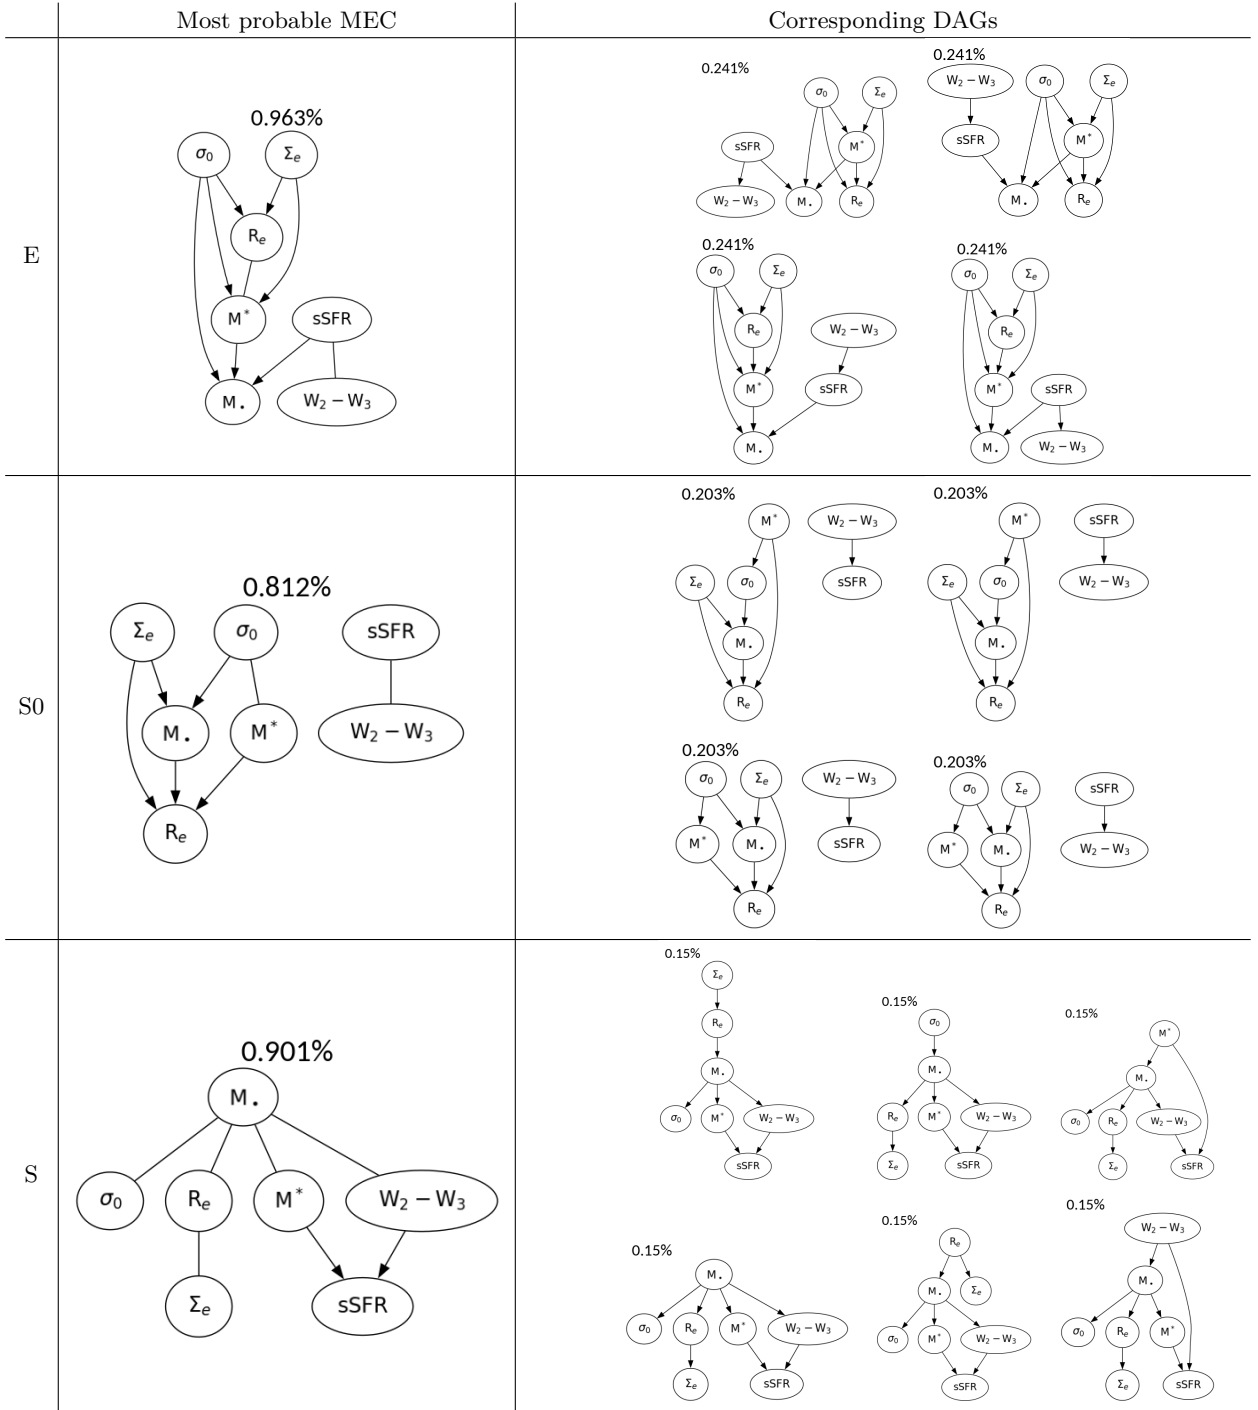 Most probable MEC
Corresponding DAGs
E
0.963%
σ₀
Σₑ
Rₑ
M*
sSFR
M•
W₂ − W₃
0.241%
σ₀
Σₑ
sSFR
M*
W₂ − W₃
M•
Rₑ
0.241%
W₂ − W₃
σ₀
Σₑ
sSFR
M*
M•
Rₑ
0.241%
σ₀
Σₑ
Rₑ
W₂ − W₃
M*
sSFR
M•
0.241%
σ₀
Σₑ
Rₑ
M*
sSFR
M•
W₂ − W₃
S0
0.812%
Σₑ
σ₀
sSFR
M•
M*
W₂ − W₃
Rₑ
0.203%
M*
W₂ − W₃
Σₑ
σ₀
sSFR
M•
Rₑ
0.203%
M*
sSFR
Σₑ
σ₀
W₂ − W₃
M•
Rₑ
0.203%
σ₀
Σₑ
W₂ − W₃
M*
M•
sSFR
Rₑ
0.203%
σ₀
Σₑ
sSFR
M*
M•
W₂ − W₃
Rₑ
S
0.901%
M•
σ₀
Rₑ
M*
W₂ − W₃
Σₑ
sSFR
0.15%
Σₑ
Rₑ
M•
σ₀
M*
W₂ − W₃
sSFR
0.15%
σ₀
M•
Rₑ
M*
W₂ − W₃
Σₑ
sSFR
0.15%
M*
M•
σ₀
Rₑ
W₂ − W₃
Σₑ
sSFR
0.15%
M•
σ₀
Rₑ
M*
W₂ − W₃
Σₑ
sSFR
0.15%
Rₑ
M•
Σₑ
σ₀
M*
W₂ − W₃
sSFR
0.15%
W₂ − W₃
M•
σ₀
Rₑ
M*
Σₑ
sSFR